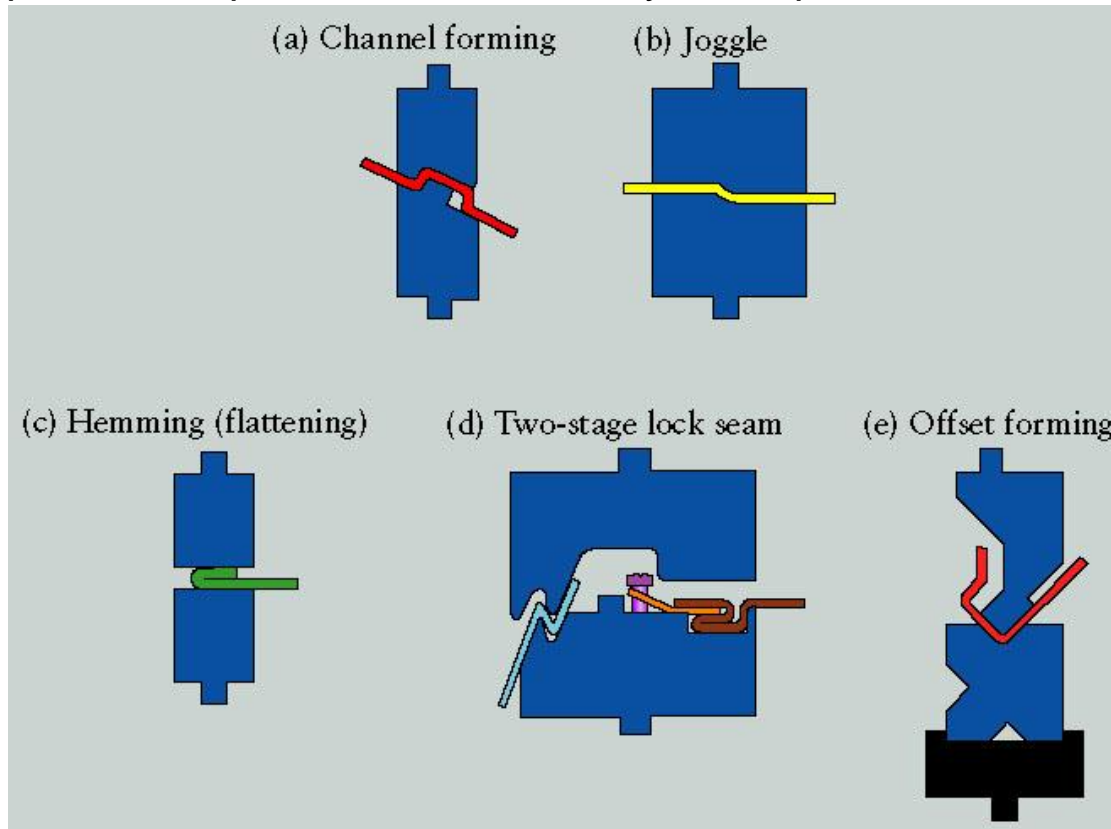 (a) Channel forming
(b) Joggle
(c) Hemming (flattening)
(d) Two-stage lock seam
(e) Offset forming